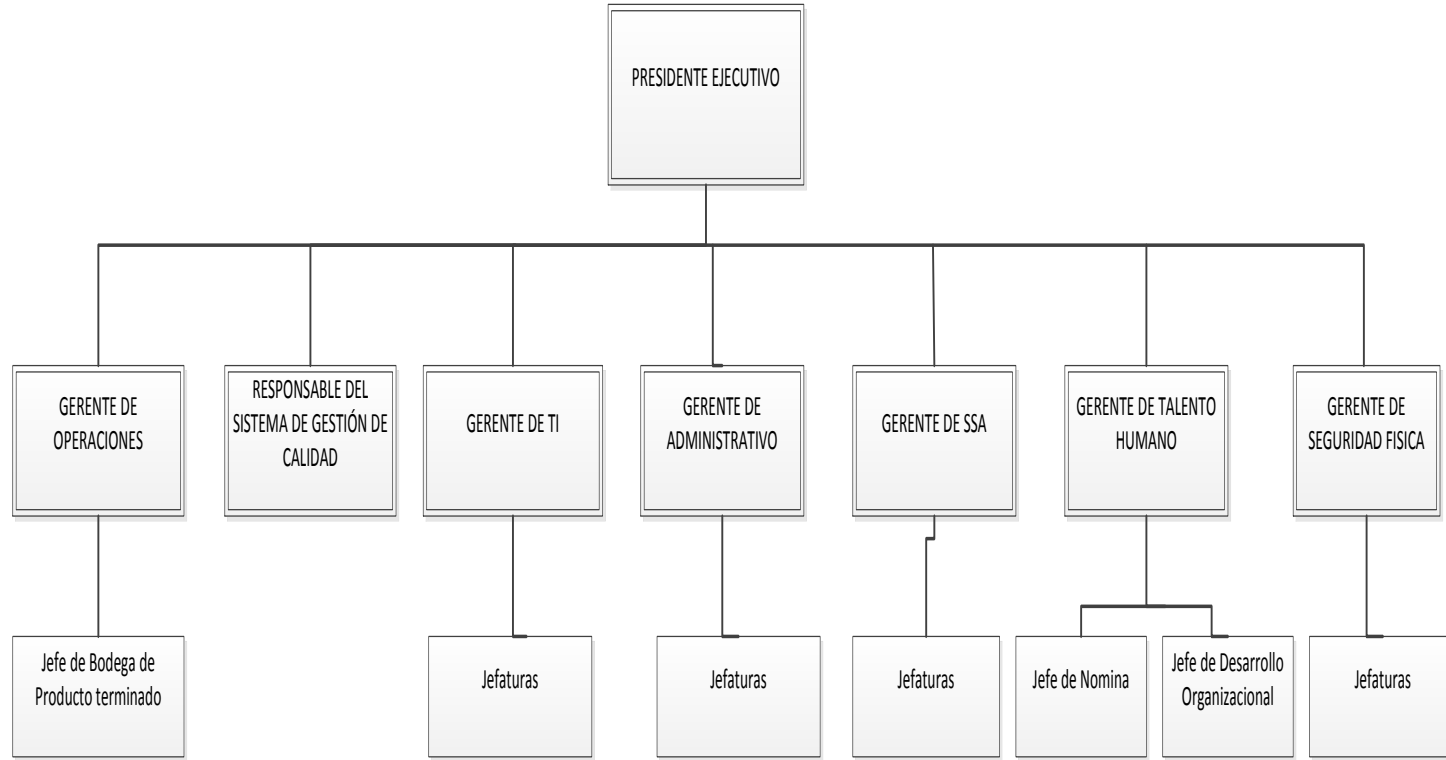 PRESIDENTE EJECUTIVO
GERENTE DE
OPERACIONES
RESPONSABLE DEL
SISTEMA DE GESTIÓN DE
CALIDAD
GERENTE DE TI
GERENTE DE
ADMINISTRATIVO
GERENTE DE SSA
GERENTE DE TALENTO
HUMANO
GERENTE DE
SEGURIDAD FISICA
Jefe de Bodega de
Producto terminado
Jefaturas
Jefaturas
Jefaturas
Jefe de Nomina
Jefe de Desarrollo
Organizacional
Jefaturas